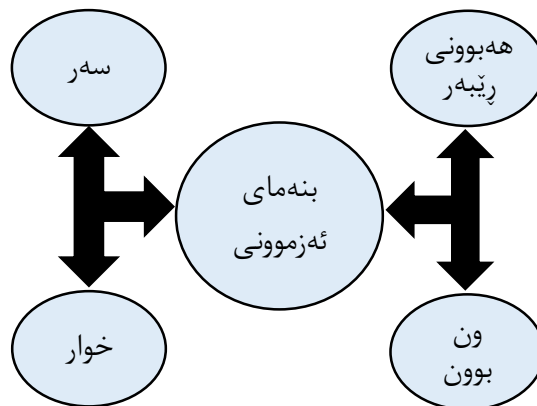 هەبوونی
ڕێبەر
سەر
بنەمای
ئەزموونی
ون
بوون
خوار